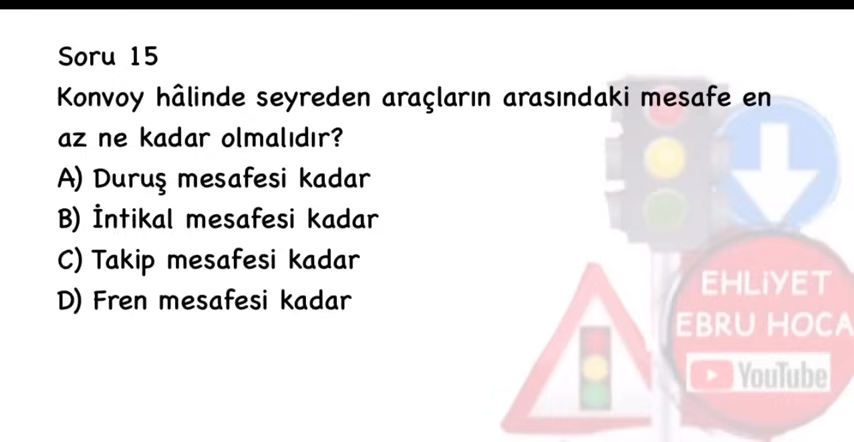 Soru 15
Konvoy hâlinde seyreden araçların arasındaki mesafe en
az ne kadar olmalıdır?
A) Duruş mesafesi kadar
B) İntikal mesafesi kadar
C) Takip mesafesi kadar
D) Fren mesafesi kadar
EHLİYET
EBRU HOCA
YouTube